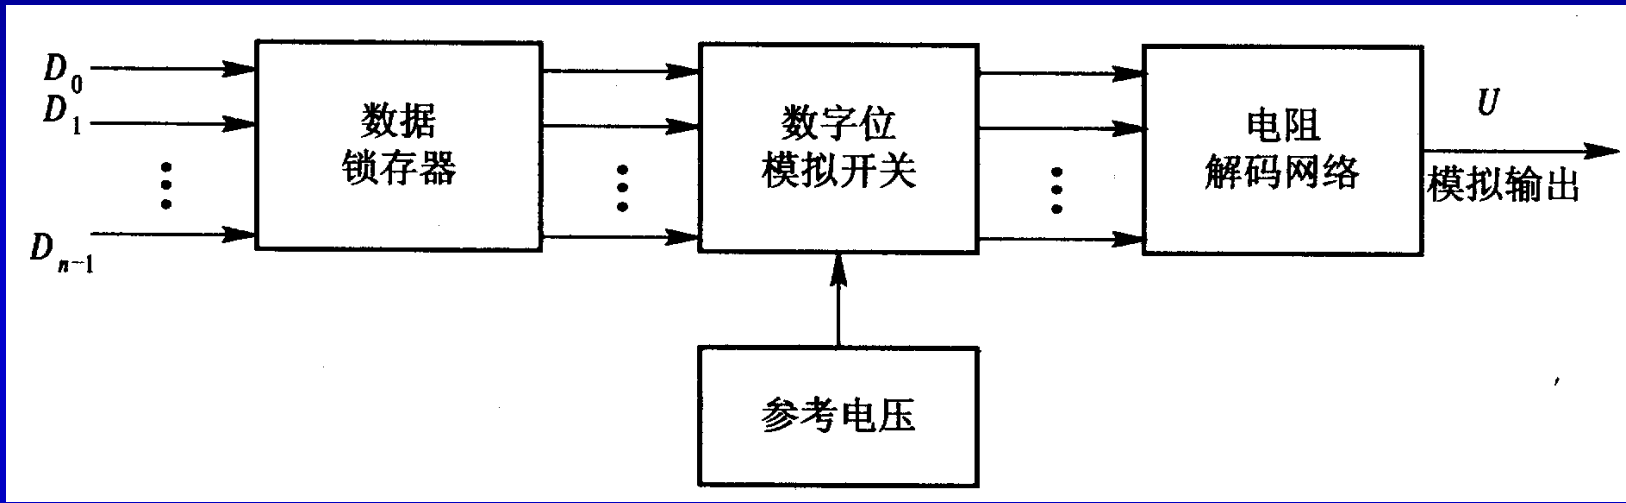 D0
D1
Dn-1
数据
锁存器
数字位
模拟开关
电阻
解码网络
U
模拟输出
参考电压